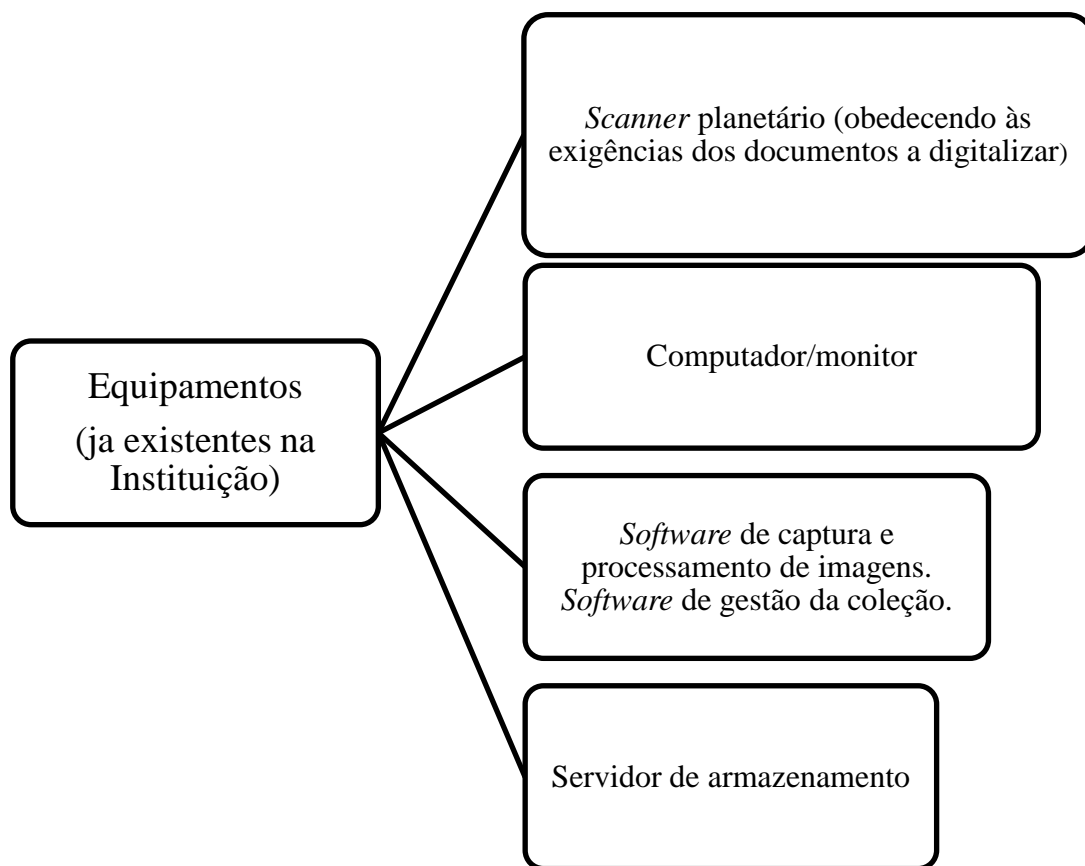 Scanner planetário (obedecendo às
exigências dos documentos a digitalizar)
Computador/monitor
Equipamentos
(ja existentes na
Instituição)
Software de captura e
processamento de imagens.
Software de gestão da coleção.
Servidor de armazenamento